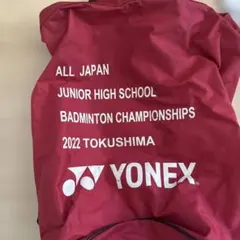 ALL JAPAN
JUNIOR HIGH SCHOOL
BADMINTON CHAMPIONSHIPS
2022 TOKUSHIMA
YONEX